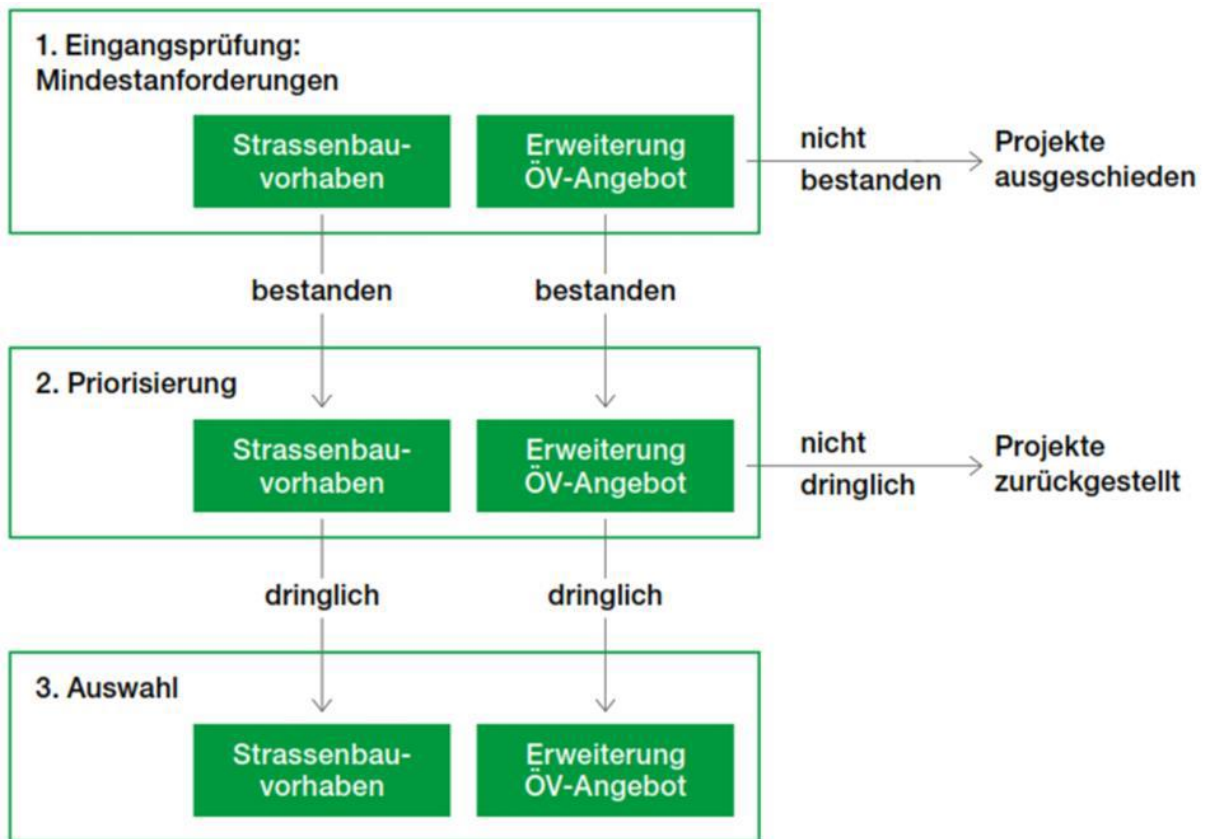 1. Eingangsprüfung:
Mindestanforderungen
Strassenbau-
vorhaben
Erweiterung
ÖV-Angebot
nicht
bestanden
Projekte
ausgeschieden
bestanden
bestanden
2. Priorisierung
Strassenbau-
vorhaben
Erweiterung
ÖV-Angebot
nicht
dringlich
Projekte
zurückgestellt
dringlich
dringlich
3. Auswahl
Strassenbau-
vorhaben
Erweiterung
ÖV-Angebot